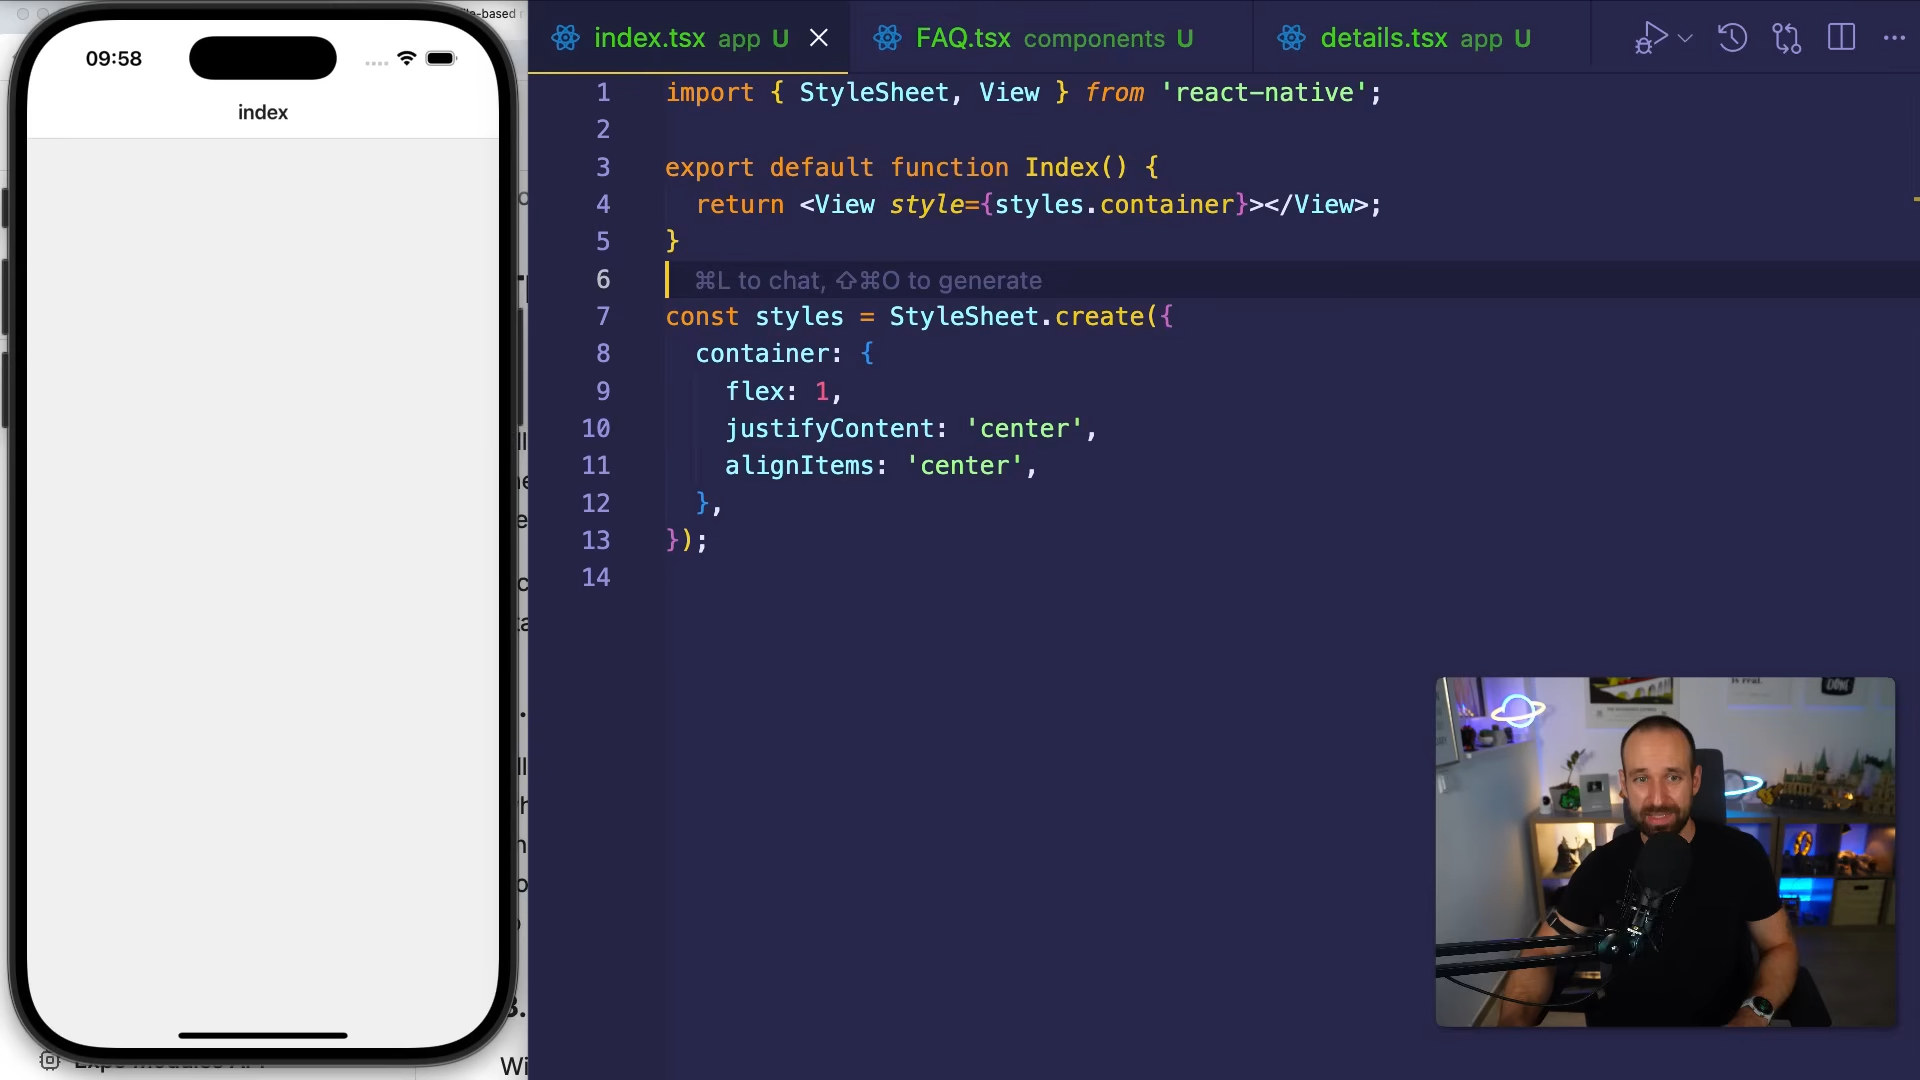 09:58
index
index.tsx app U
FAQ.tsx components U
details.tsx app U
1 import { StyleSheet, View } from 'react-native';
2
3 export default function Index() {
4 return <View style={styles.container}></View>;
5 }
6 ⌘L to chat, ⇧⌘O to generate
7 const styles = StyleSheet.create({
8 container: {
9 flex: 1,
10 justifyContent: 'center',
11 alignItems: 'center',
12 },
13 });
14